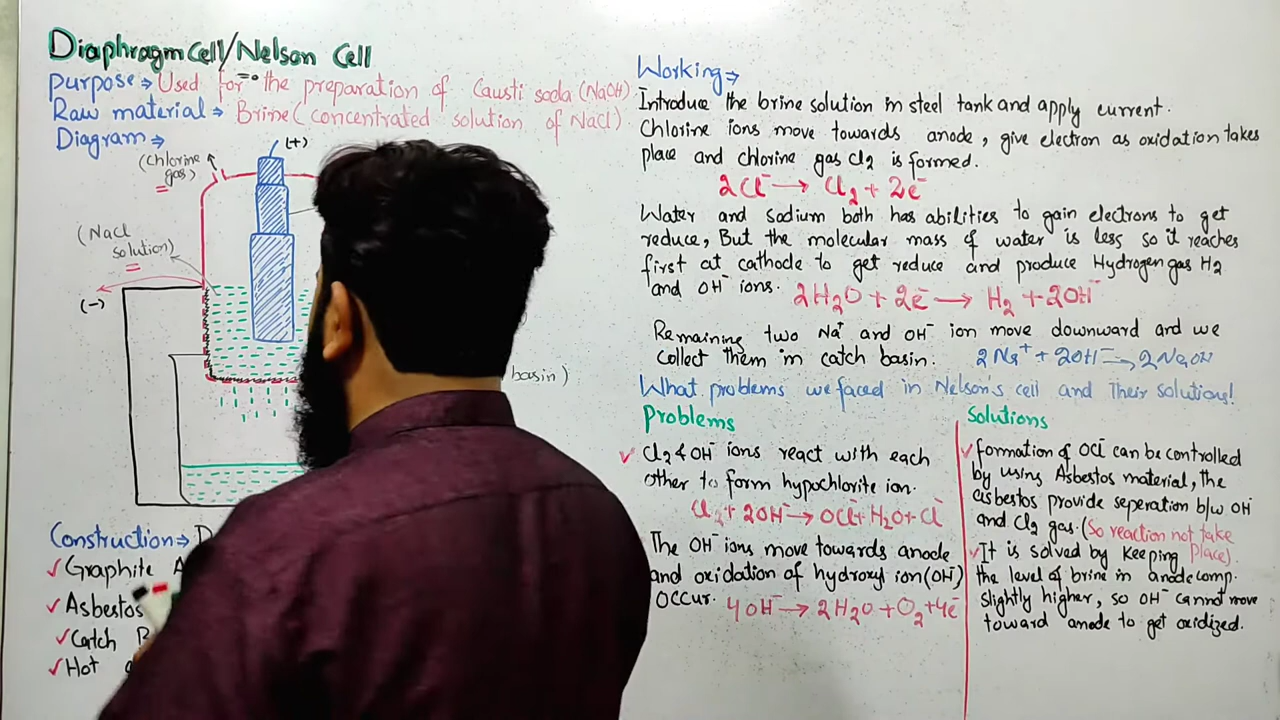 Diaphragm cell/Nelson Cell
Purpose → Used for the preparation of Causti soda (NaOH)
Raw material → Brine (concentrated solution of NaCl)
Diagram →
(+)
(Chlorine gas)
(NaCl solution)
(-)
basin)
Construction →
✓ Graphite
✓ Asbestos
✓ Catch
✓ Hot
Working →
Introduce the brine solution in steel tank and apply current.
Chlorine ions move towards anode, give electron as oxidation takes
place and chlorine gas Cl₂ is formed.
2Cl⁻ → Cl₂ + 2e⁻
Water and sodium both has abilities to gain electrons to get
reduce, But the molecular mass of water is less so it reaches
first at cathode to get reduce and produce Hydrogen gas H₂
and OH⁻ ions. 2H₂O + 2e⁻ → H₂ + 2OH⁻
Remaining two Na⁺ and OH⁻ ion move downward and we
collect them in catch basin. 2Na⁺ + 2OH⁻ → 2NaOH
What problems we faced in Nelson's cell and Their solutions!
Problems
✓ Cl₂ & OH⁻ ions react with each
other to form hypochlorite ion.
Cl₂ + 2OH⁻ → OCl⁻ + H₂O + Cl⁻
The OH⁻ ions move towards anode
and oxidation of hydroxyl ion (OH⁻)
occur. 4OH⁻ → 2H₂O + O₂ + 4e⁻
Solutions
✓ Formation of OCl⁻ can be controlled
by using Asbestos material, the
asbestos provide seperation b/w OH⁻
and Cl₂ gas. (So reaction not take
place).
✓ It is solved by keeping
the level of brine in anode comp.
slightly higher, so OH⁻ cannot move
toward anode to get oxidized.